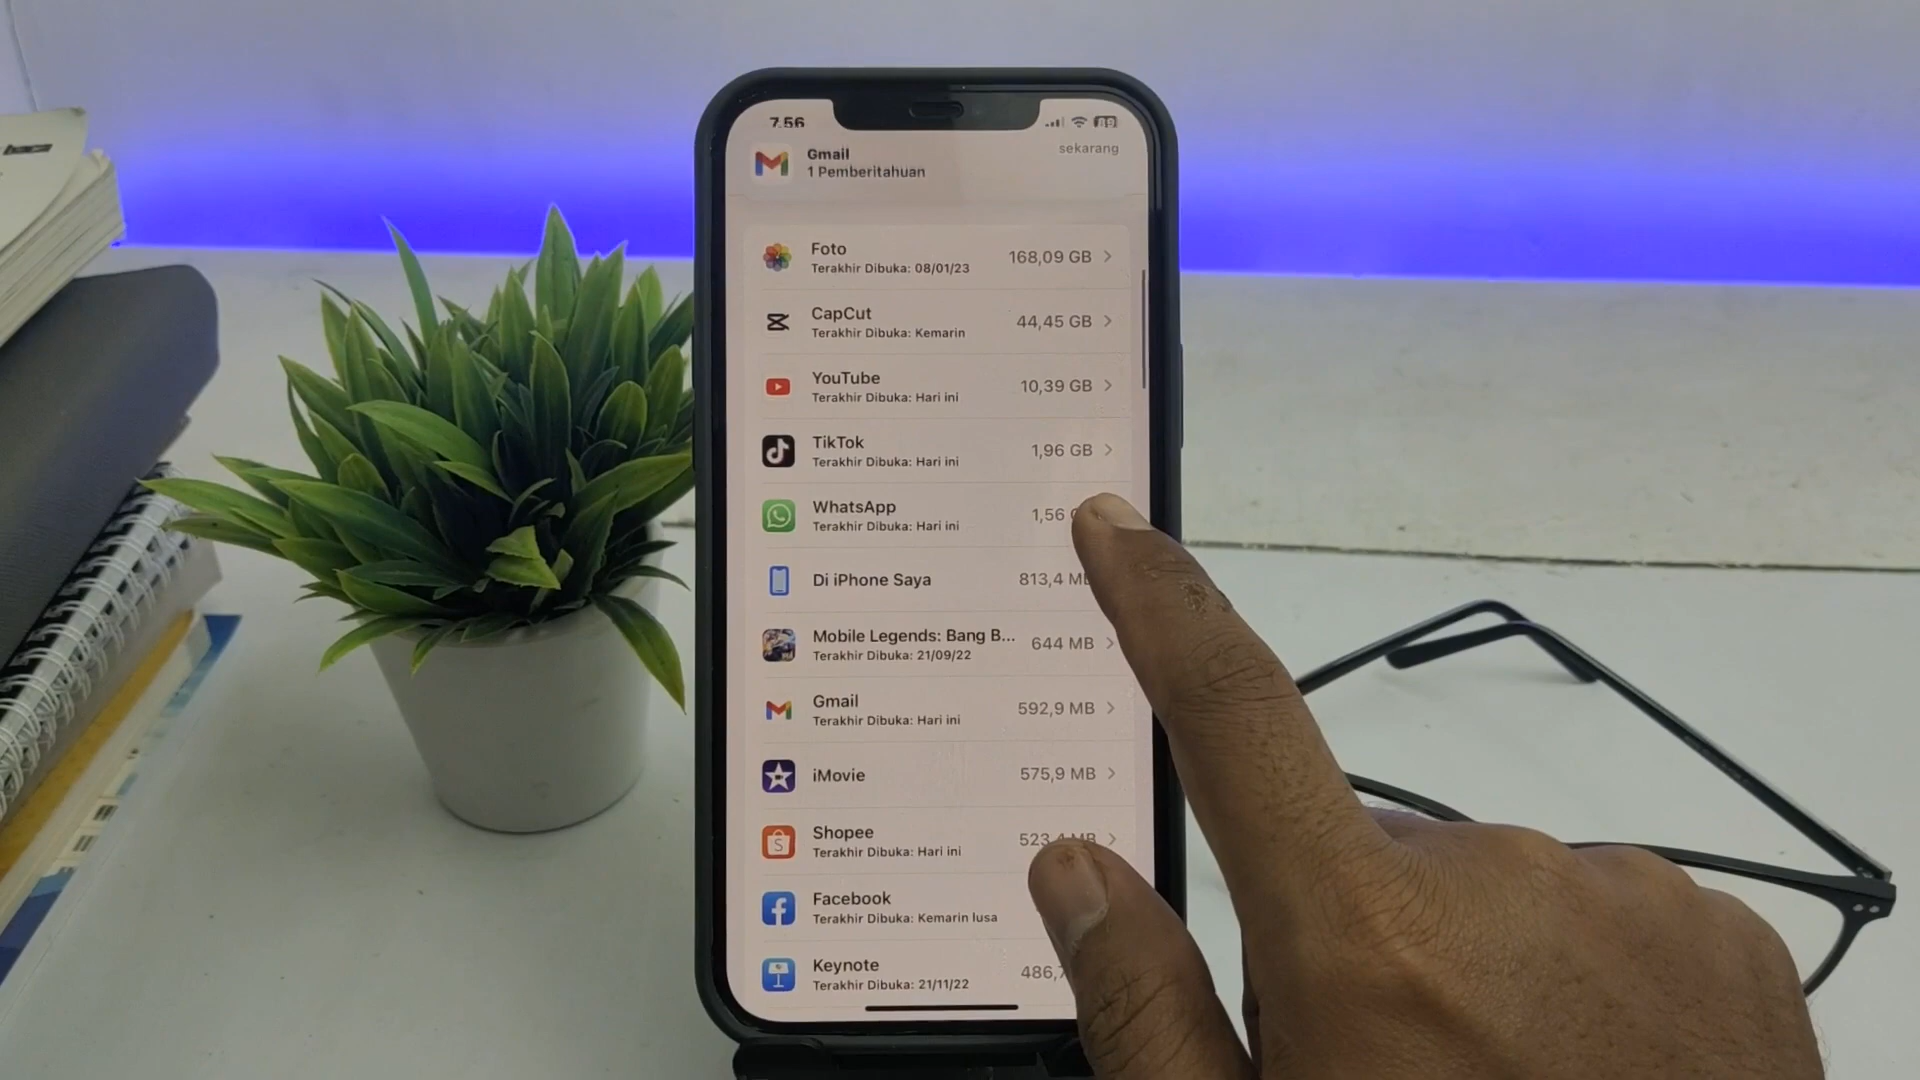 7.56
Gmail
sekarang
1 Pemberitahuan
Foto
168,09 GB
Terakhir Dibuka: 08/01/23
CapCut
44,45 GB
Terakhir Dibuka: Kemarin
YouTube
10,39 GB
Terakhir Dibuka: Hari ini
TikTok
1,96 GB
Terakhir Dibuka: Hari ini
WhatsApp
1,56
Terakhir Dibuka: Hari ini
Di iPhone Saya
813,4
Mobile Legends: Bang B...
644 MB
Terakhir Dibuka: 21/09/22
Gmail
592,9 MB
Terakhir Dibuka: Hari ini
iMovie
575,9 MB
Shopee
523,4 MB
Terakhir Dibuka: Hari ini
Facebook
Terakhir Dibuka: Kemarin lusa
Keynote
Terakhir Dibuka: 21/11/22